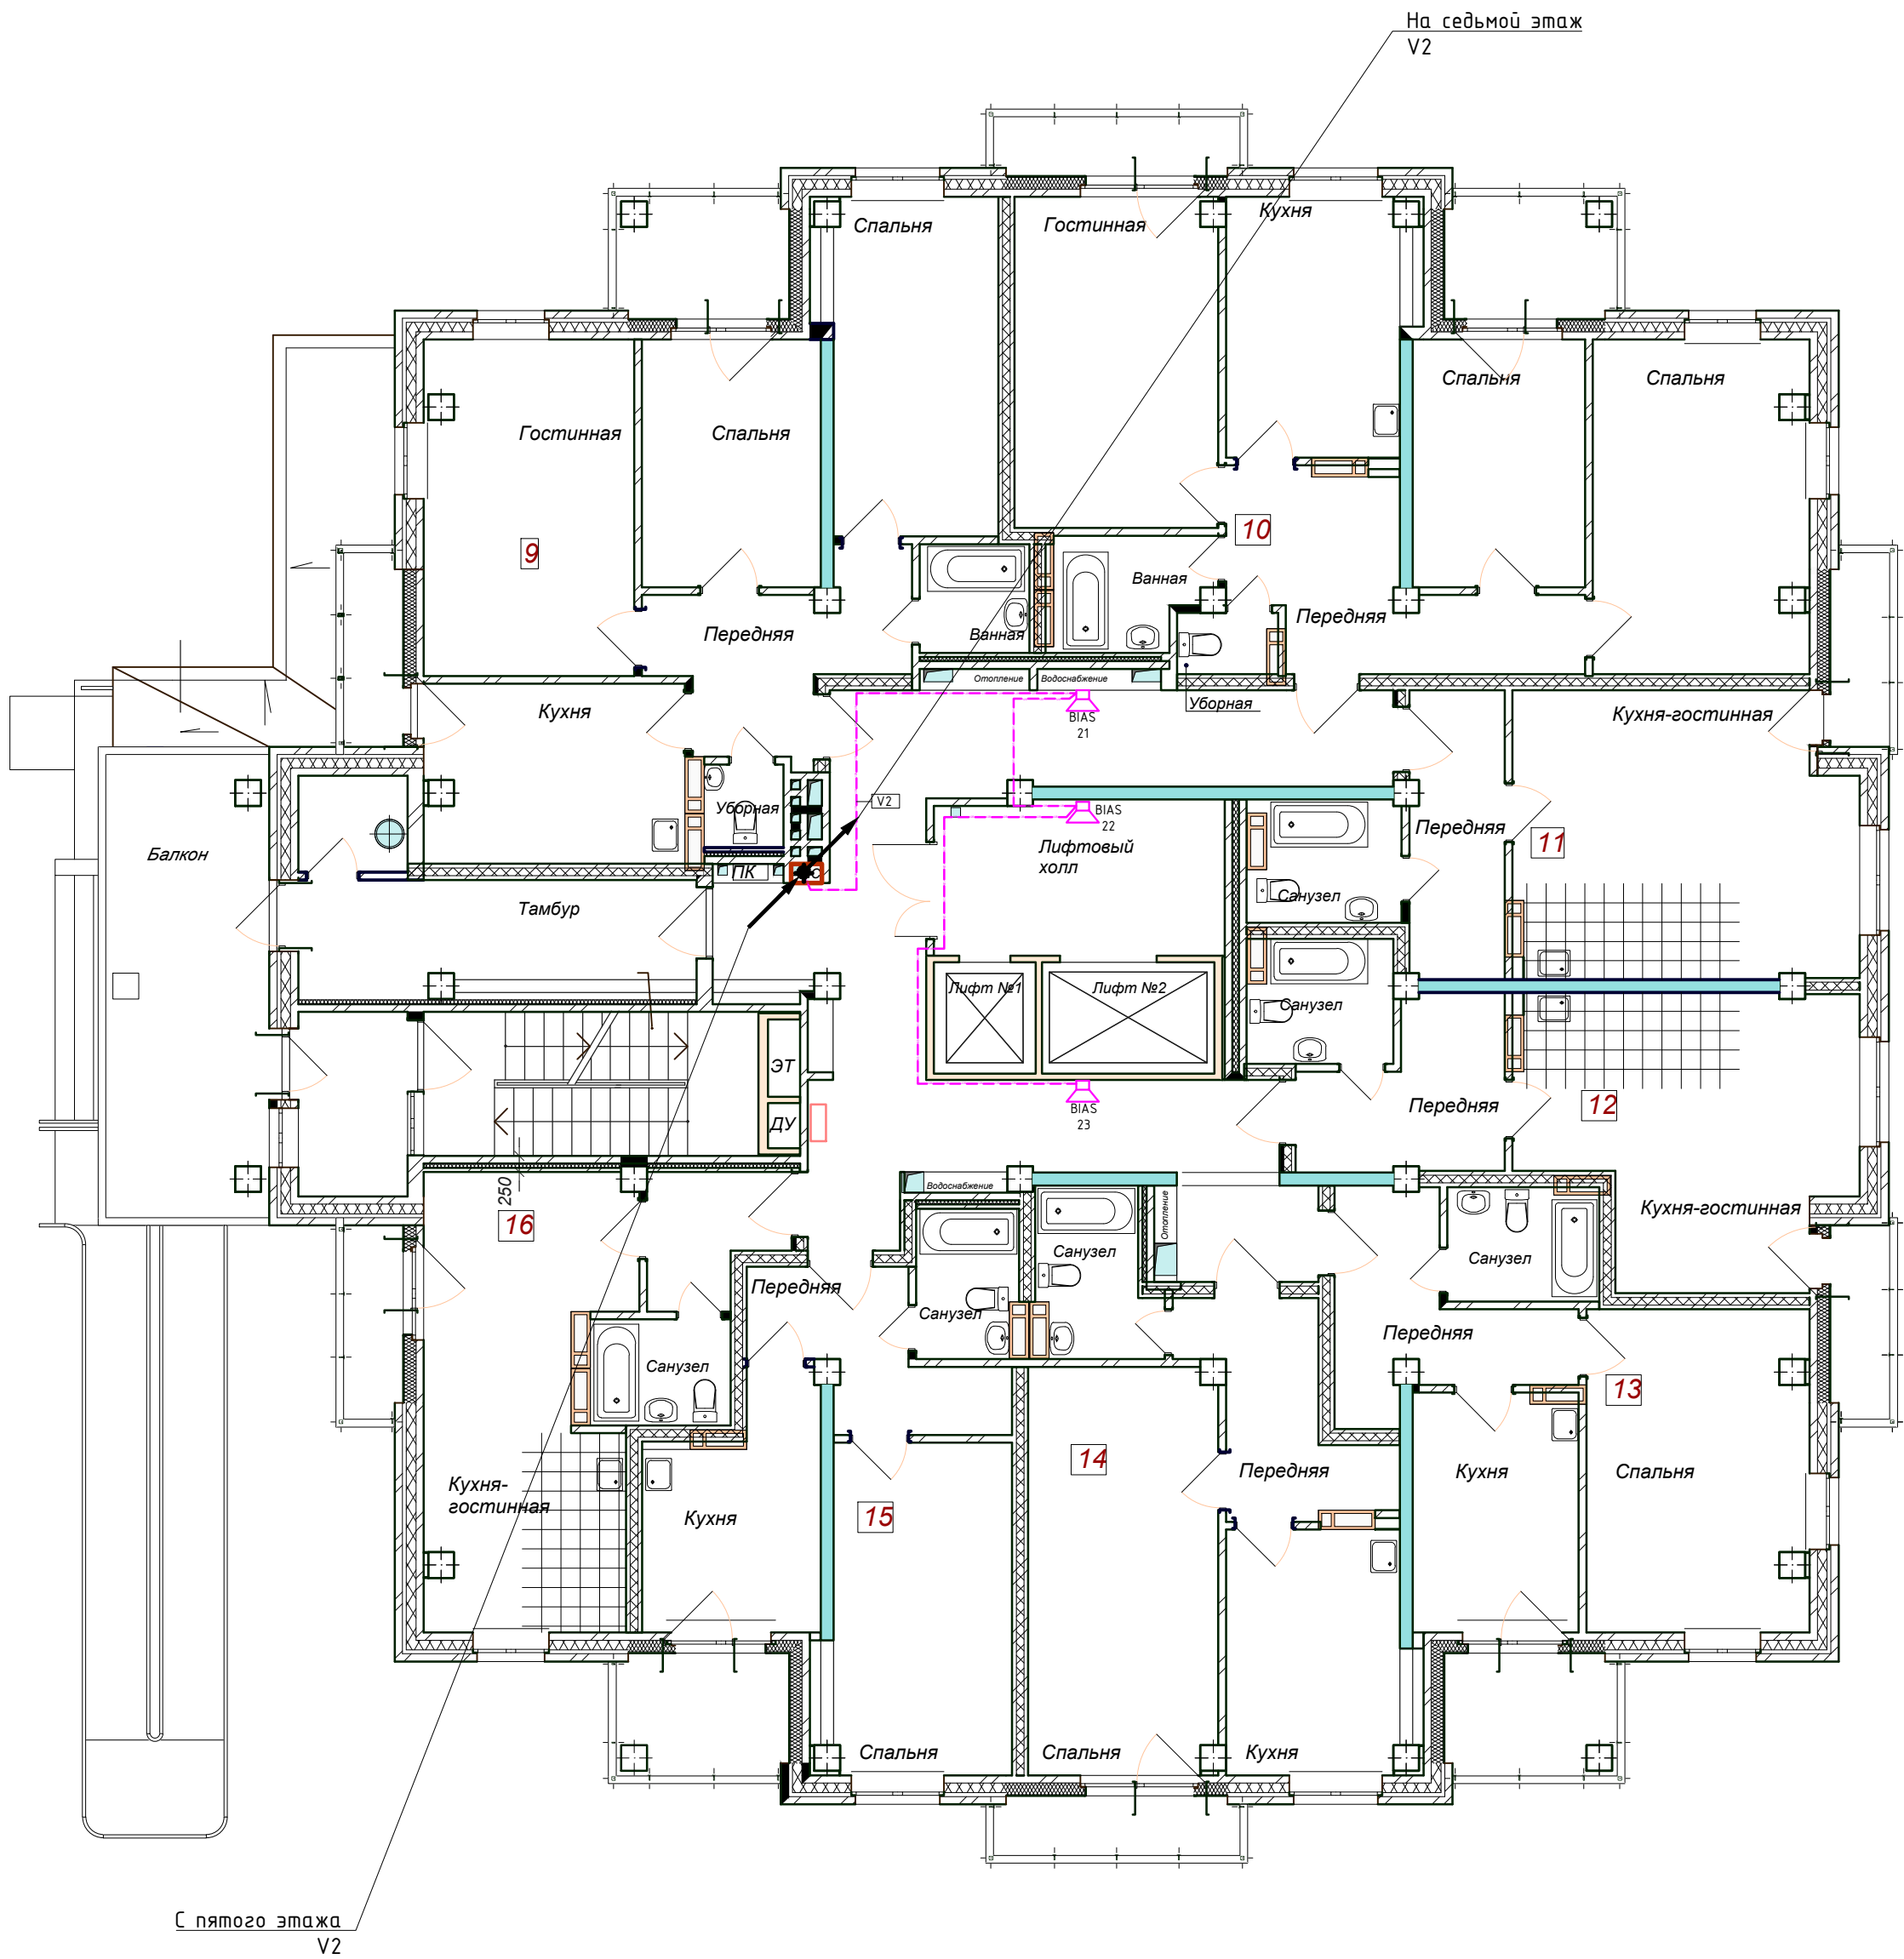 На седьмой этаж
V2
Спальня
Гостинная
Кухня
Спальня
Спальня
Гостинная
Спальня
9
10
Ванная
Ванная
Передняя
Передняя
Отопление
Водоснабжение
Уборная
Кухня
BIAS
21
Кухня-гостинная
V2
Уборная
BIAS
22
Передняя
11
Лифтовый
холл
Балкон
ПК
Санузел
Тамбур
Лифт №1
Лифт №2
Санузел
ЭТ
ДУ
BIAS
23
Передняя
12
250
16
Водоснабжение
Отопление
Кухня-гостинная
Санузел
Санузел
Передняя
Санузел
Передняя
Санузел
13
14
Передняя
Кухня
Спальня
Кухня-
гостинная
Кухня
15
Спальня
Спальня
Кухня
С пятого этажа
V2